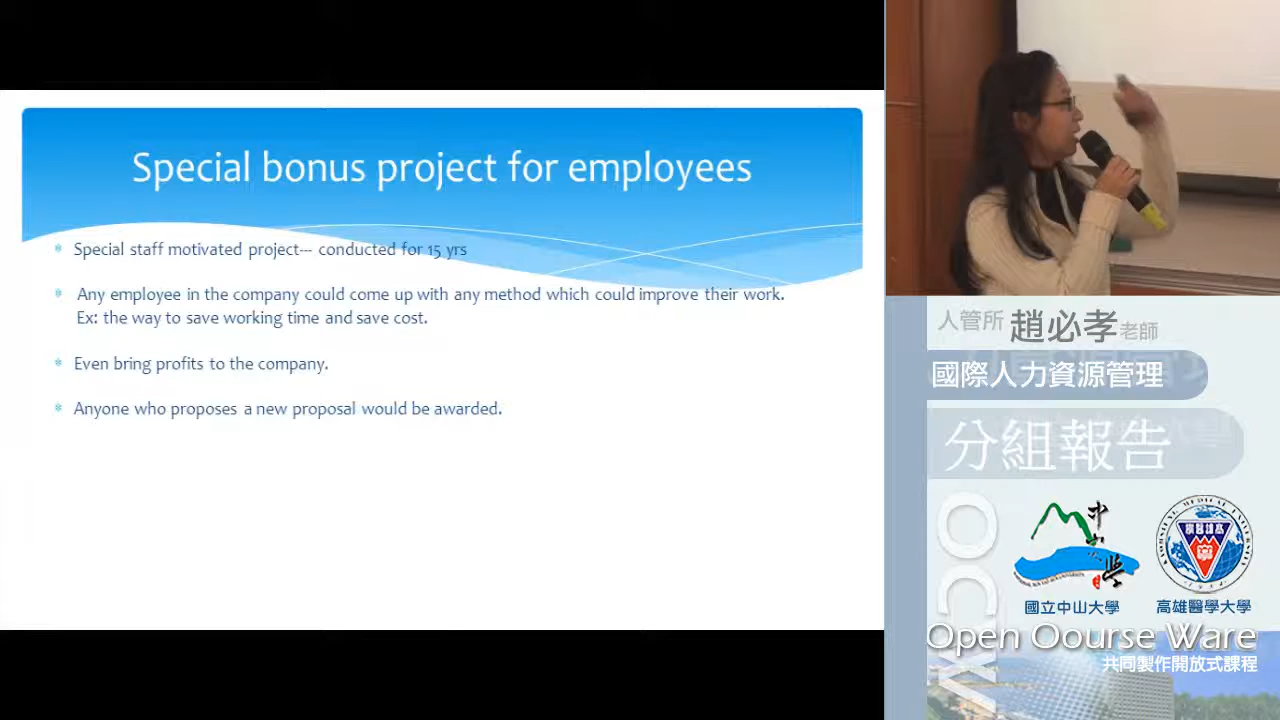 Special bonus project for employees
Special staff motivated project--- conducted for 15 yrs
Any employee in the company could come up with any method which could improve their work.
Ex: the way to save working time and save cost.
Even bring profits to the company.
Anyone who proposes a new proposal would be awarded.
人管所 趙必孝老師
國際人力資源管理
分組報告
OCW
國立中山大學
高雄醫學大學
Open Course Ware
共同製作開放式課程